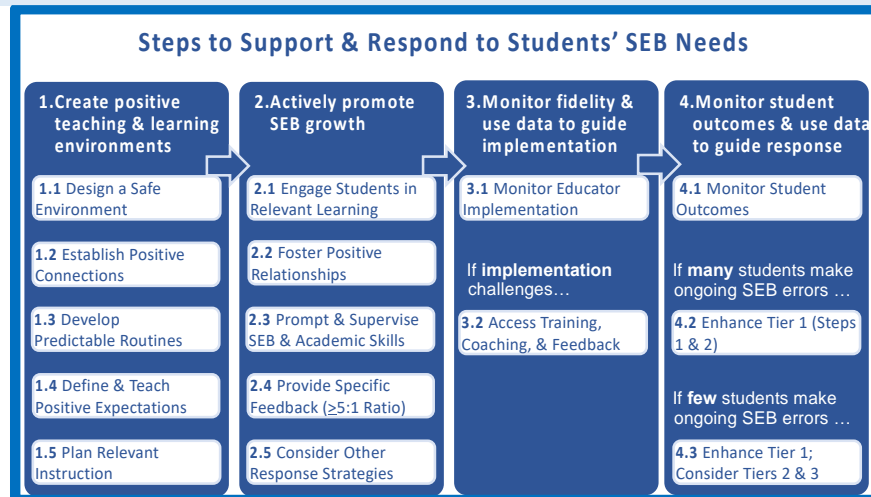 Steps to Support & Respond to Students' SEB Needs
1.Create positive
teaching & learning
environments
1.1 Design a Safe
Environment
1.2 Establish Positive
Connections
1.3 Develop
Predictable Routines
1.4 Define & Teach
Positive Expectations
1.5 Plan Relevant
Instruction
2.Actively promote
SEB growth
2.1 Engage Students in
Relevant Learning
2.2 Foster Positive
Relationships
2.3 Prompt & Supervise
SEB & Academic Skills
2.4 Provide Specific
Feedback (≥5:1 Ratio)
2.5 Consider Other
Response Strategies
3.Monitor fidelity &
use data to guide
implementation
3.1 Monitor Educator
Implementation
If implementation
challenges…
3.2 Access Training,
Coaching, & Feedback
4.Monitor student
outcomes & use data
to guide response
4.1 Monitor Student
Outcomes
If many students make
ongoing SEB errors …
4.2 Enhance Tier 1 (Steps
1 & 2)
If few students make
ongoing SEB errors …
4.3 Enhance Tier 1;
Consider Tiers 2 & 3